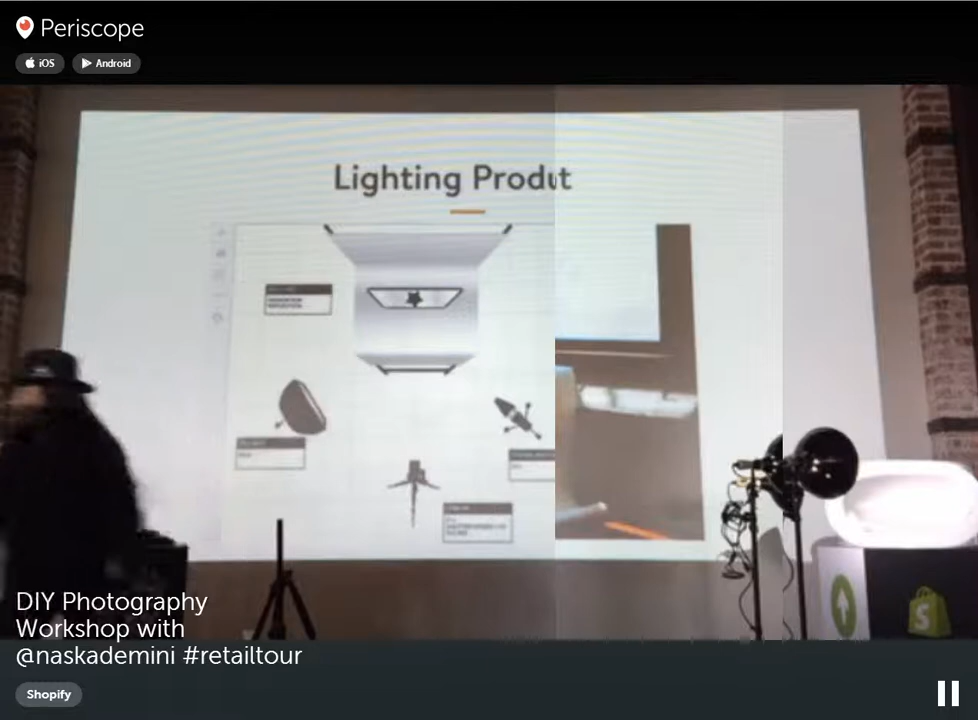 Periscope
iOS
Android
Lighting Produt
DIY Photography
Workshop with
@naskademini #retailtour
Shopify